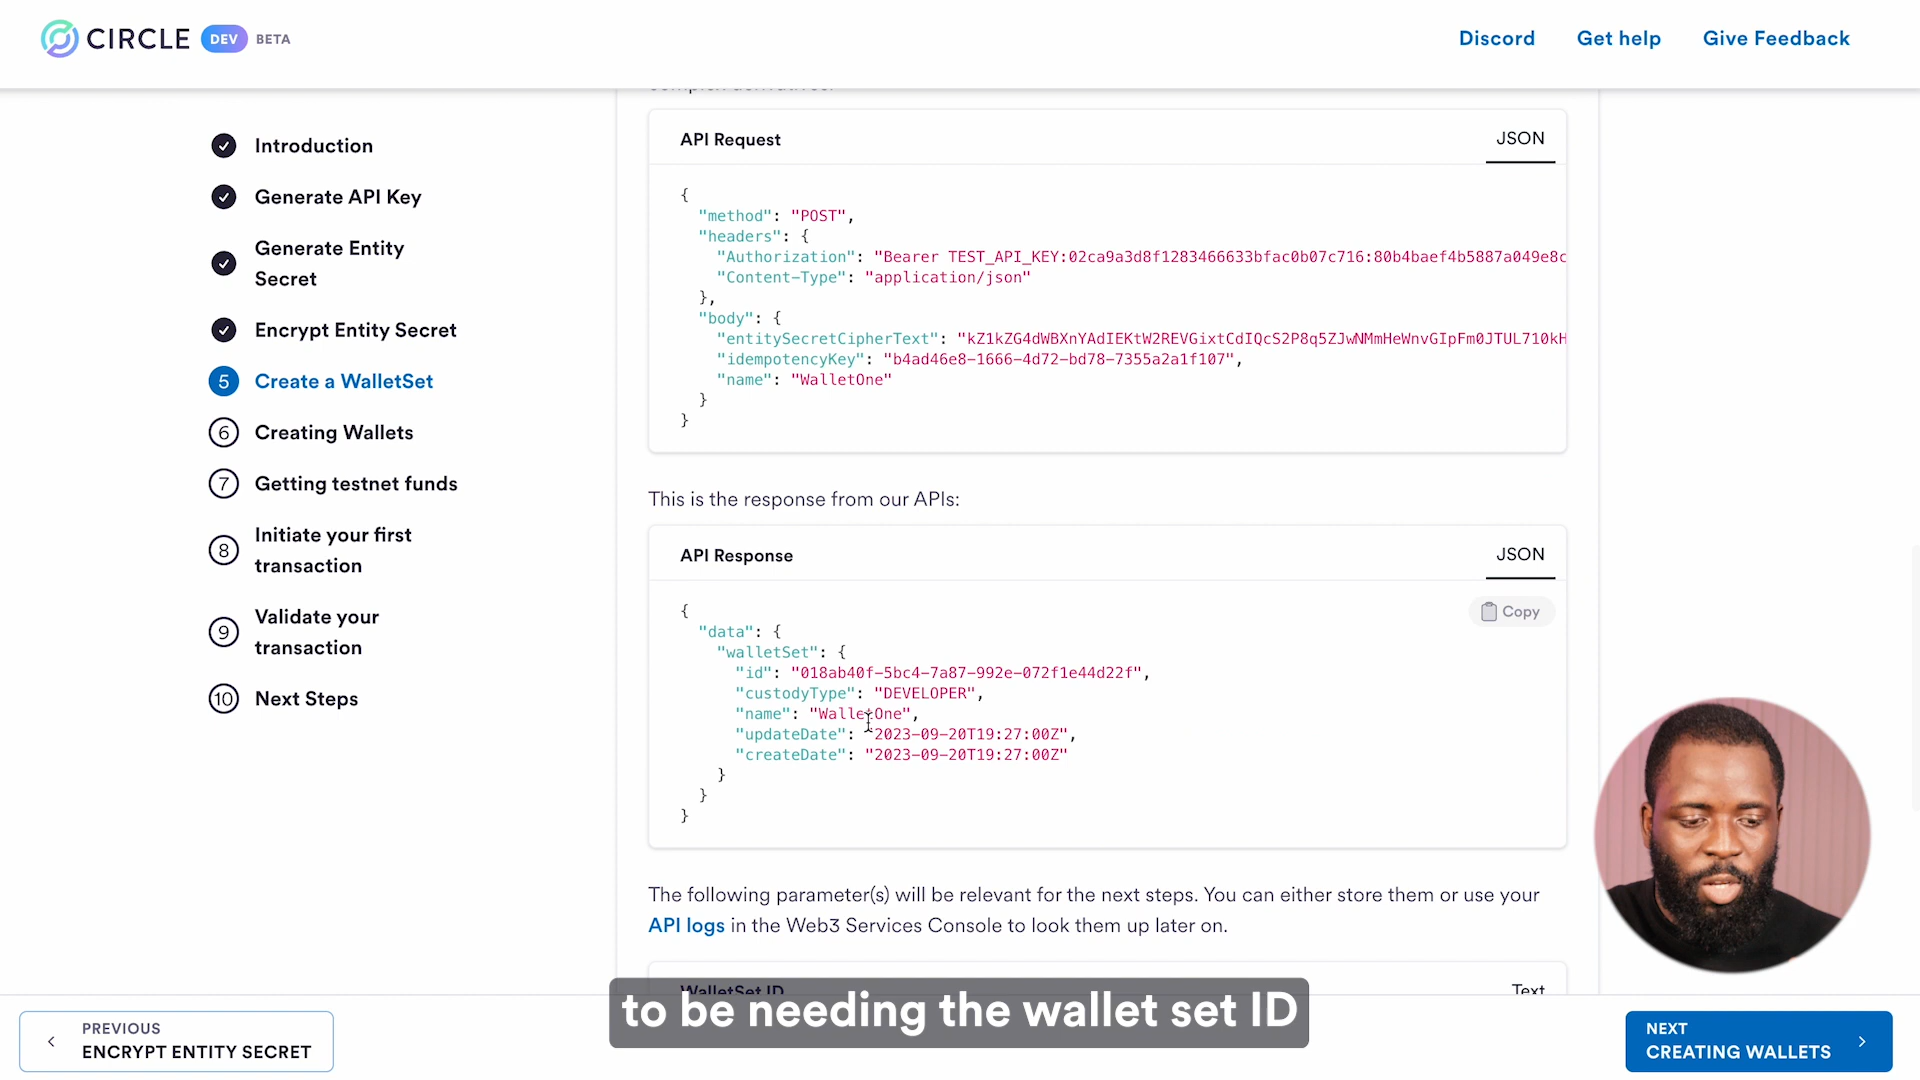 CIRCLE DEV BETA
Discord
Get help
Give Feedback
Introduction
Generate API Key
Generate Entity
Secret
Encrypt Entity Secret
5 Create a WalletSet
6 Creating Wallets
7 Getting testnet funds
8 Initiate your first
transaction
9 Validate your
transaction
10 Next Steps
API Request
JSON
{
"method": "POST",
"headers": {
"Authorization": "Bearer TEST_API_KEY:02ca9a3d8f1283466633bfac0b07c716:80b4baef4b5887a049e8c
"Content-Type": "application/json"
},
"body": {
"entitySecretCipherText": "kZ1kZG4dWBXnYAdIEKtW2REVGixtCdIQcS2P8q5ZJwNMmHeWnvGIpFm0JTUL710kH
"idempotencyKey": "b4ad46e8-1666-4d72-bd78-7355a2a1f107",
"name": "WalletOne"
}
}
This is the response from our APIs:
API Response
JSON
Copy
{
"data": {
"walletSet": {
"id": "018ab40f-5bc4-7a87-992e-072f1e44d22f",
"custodyType": "DEVELOPER",
"name": "WalletOne",
"updateDate": "2023-09-20T19:27:00Z",
"createDate": "2023-09-20T19:27:00Z"
}
}
}
The following parameter(s) will be relevant for the next steps. You can either store them or use your
API logs in the Web3 Services Console to look them up later on.
WalletSet ID
Text
to be needing the wallet set ID
PREVIOUS
ENCRYPT ENTITY SECRET
NEXT
CREATING WALLETS